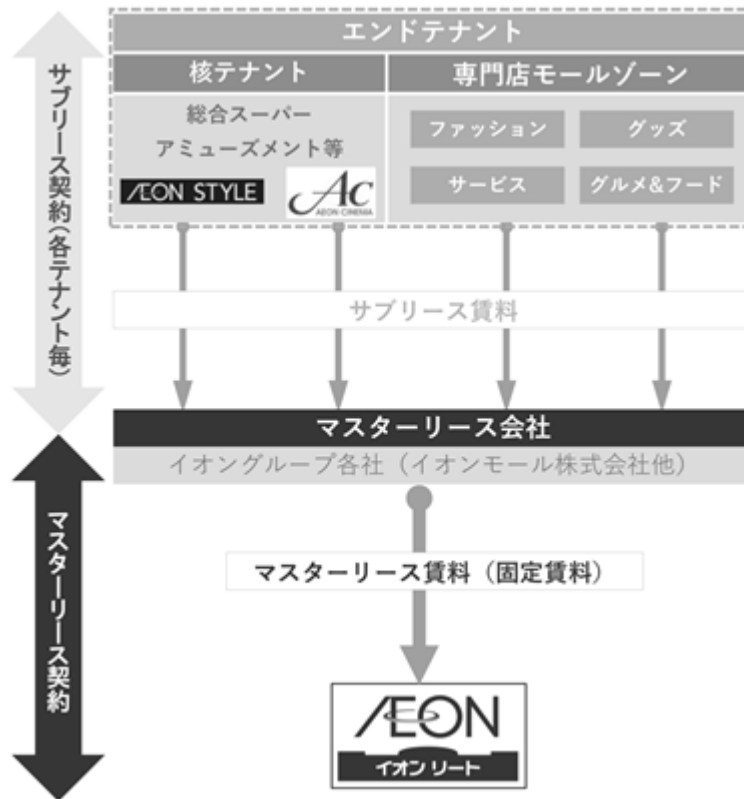 エンドテナント
核テナント
専門店モールゾーン
総合スーパー
アミューズメント等
ÆON STYLE
Ac
AEON CINEMA
ファッション
グッズ
サービス
グルメ&フード
サブリース契約(各テナント毎)
サブリース賃料
マスターリース会社
イオングループ各社（イオンモール株式会社他）
マスターリース契約
マスターリース賃料（固定賃料）
ÆON
イオン リート